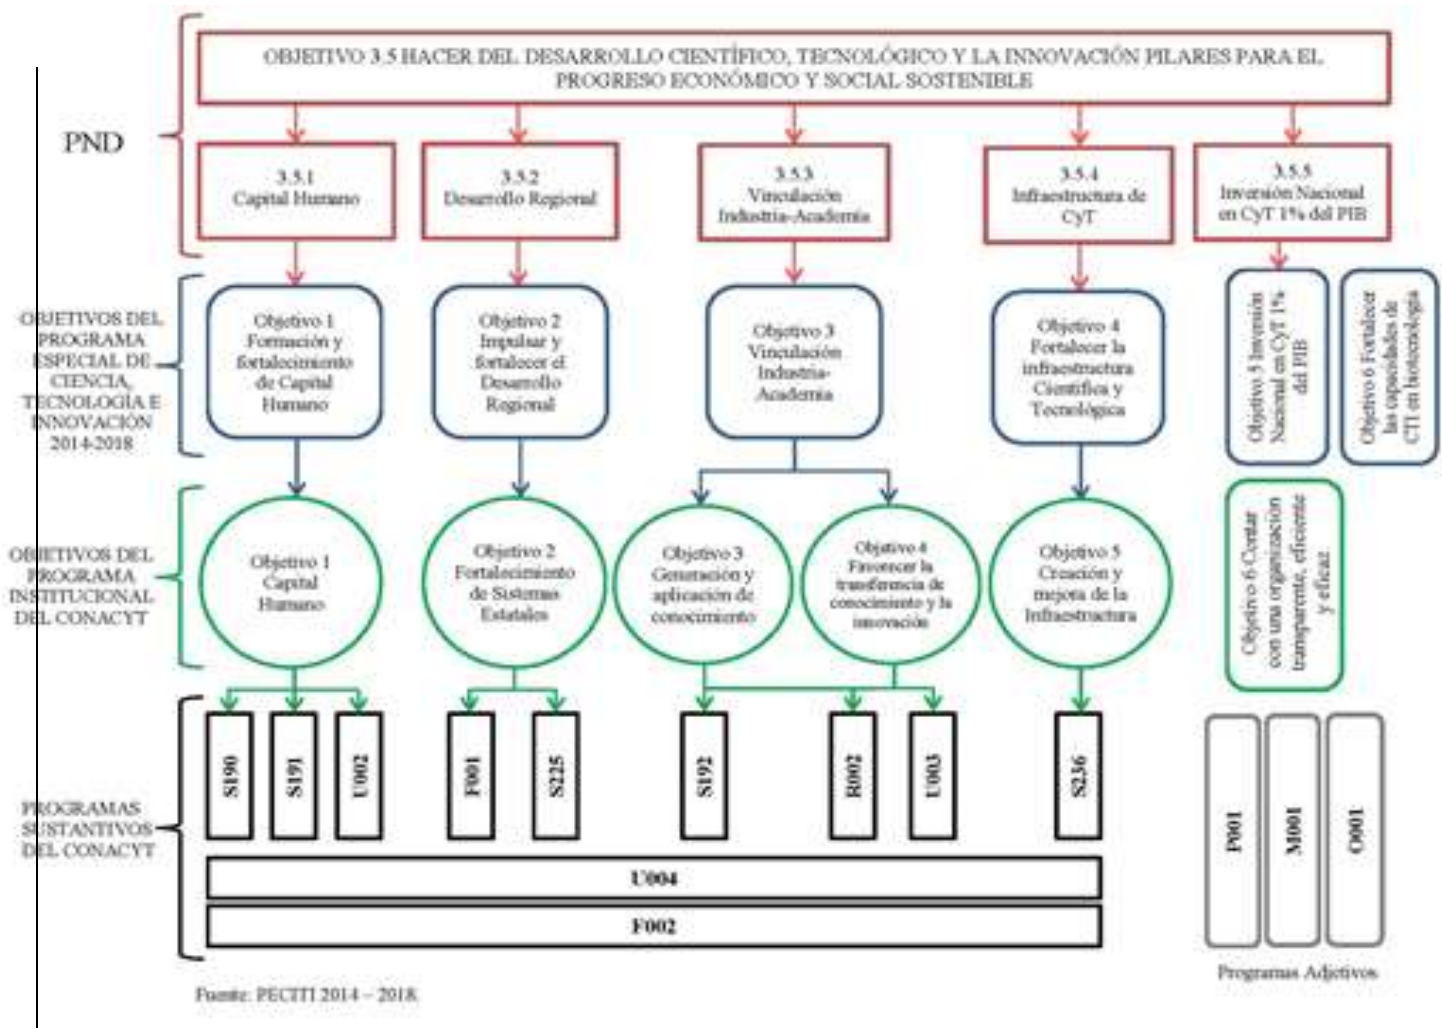 OBJETIVO 3.5 HACER DEL DESARROLLO CIENTÍFICO, TECNOLÓGICO Y LA INNOVACIÓN PILARES PARA EL
PROGRESO ECONÓMICO Y SOCIAL SOSTENIBLE
PND
3.5.1
Capital Humano
3.5.2
Desarrollo Regional
3.5.3
Vinculación
Industria-Academia
3.5.4
Infraestructura de
CyT
3.5.5
Inversión Nacional
en CyT 1% del PIB
OBJETIVOS DEL
PROGRAMA
ESPECIAL DE
CIENCIA,
TECNOLOGÍA E
INNOVACIÓN
2014-2018
Objetivo 1
Formación y
fortalecimiento
de Capital
Humano
Objetivo 2
Impulsar y
fortalecer el
Desarrollo
Regional
Objetivo 3
Vinculación
Industria-
Academia
Objetivo 4
Fortalecer la
infraestructura
Científica y
Tecnológica
Objetivo 5 Inversión
Nacional en CyT 1%
del PIB
Objetivo 6 Fortalecer
las capacidades de
CTI en biotecnología
OBJETIVOS DEL
PROGRAMA
INSTITUCIONAL
DEL CONACYT
Objetivo 1
Capital
Humano
Objetivo 2
Fortalecimiento
de Sistemas
Estatales
Objetivo 3
Generación y
aplicación de
conocimiento
Objetivo 4
Favorecer la
transferencia de
conocimiento y la
innovación
Objetivo 5
Creación y
mejora de la
Infraestructura
Objetivo 6 Contar
con una organización
transparente, eficiente
y eficaz
PROGRAMAS
SUSTANTIVOS
DEL CONACYT
S190
S191
U002
F001
S225
S192
R002
U003
S236
U004
F002
P001
M001
O001
Programas Adjetivos
Fuente: PECITI 2014 – 2018